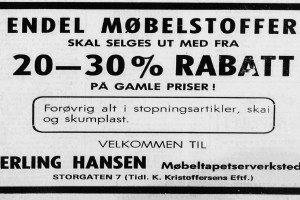 ENDEL MØBELSTOFFER
SKAL SELGES UT MED FRA
20—30% RABATT
PÅ GAMLE PRISER!
Forøvrig alt i stopningsartikler, skai
og skumplast.
VELKOMMEN TIL
ERLING HANSEN Møbeltapetserverksted
STORGATEN 7 (Tidl. K. Kristoffersens Eftf.)